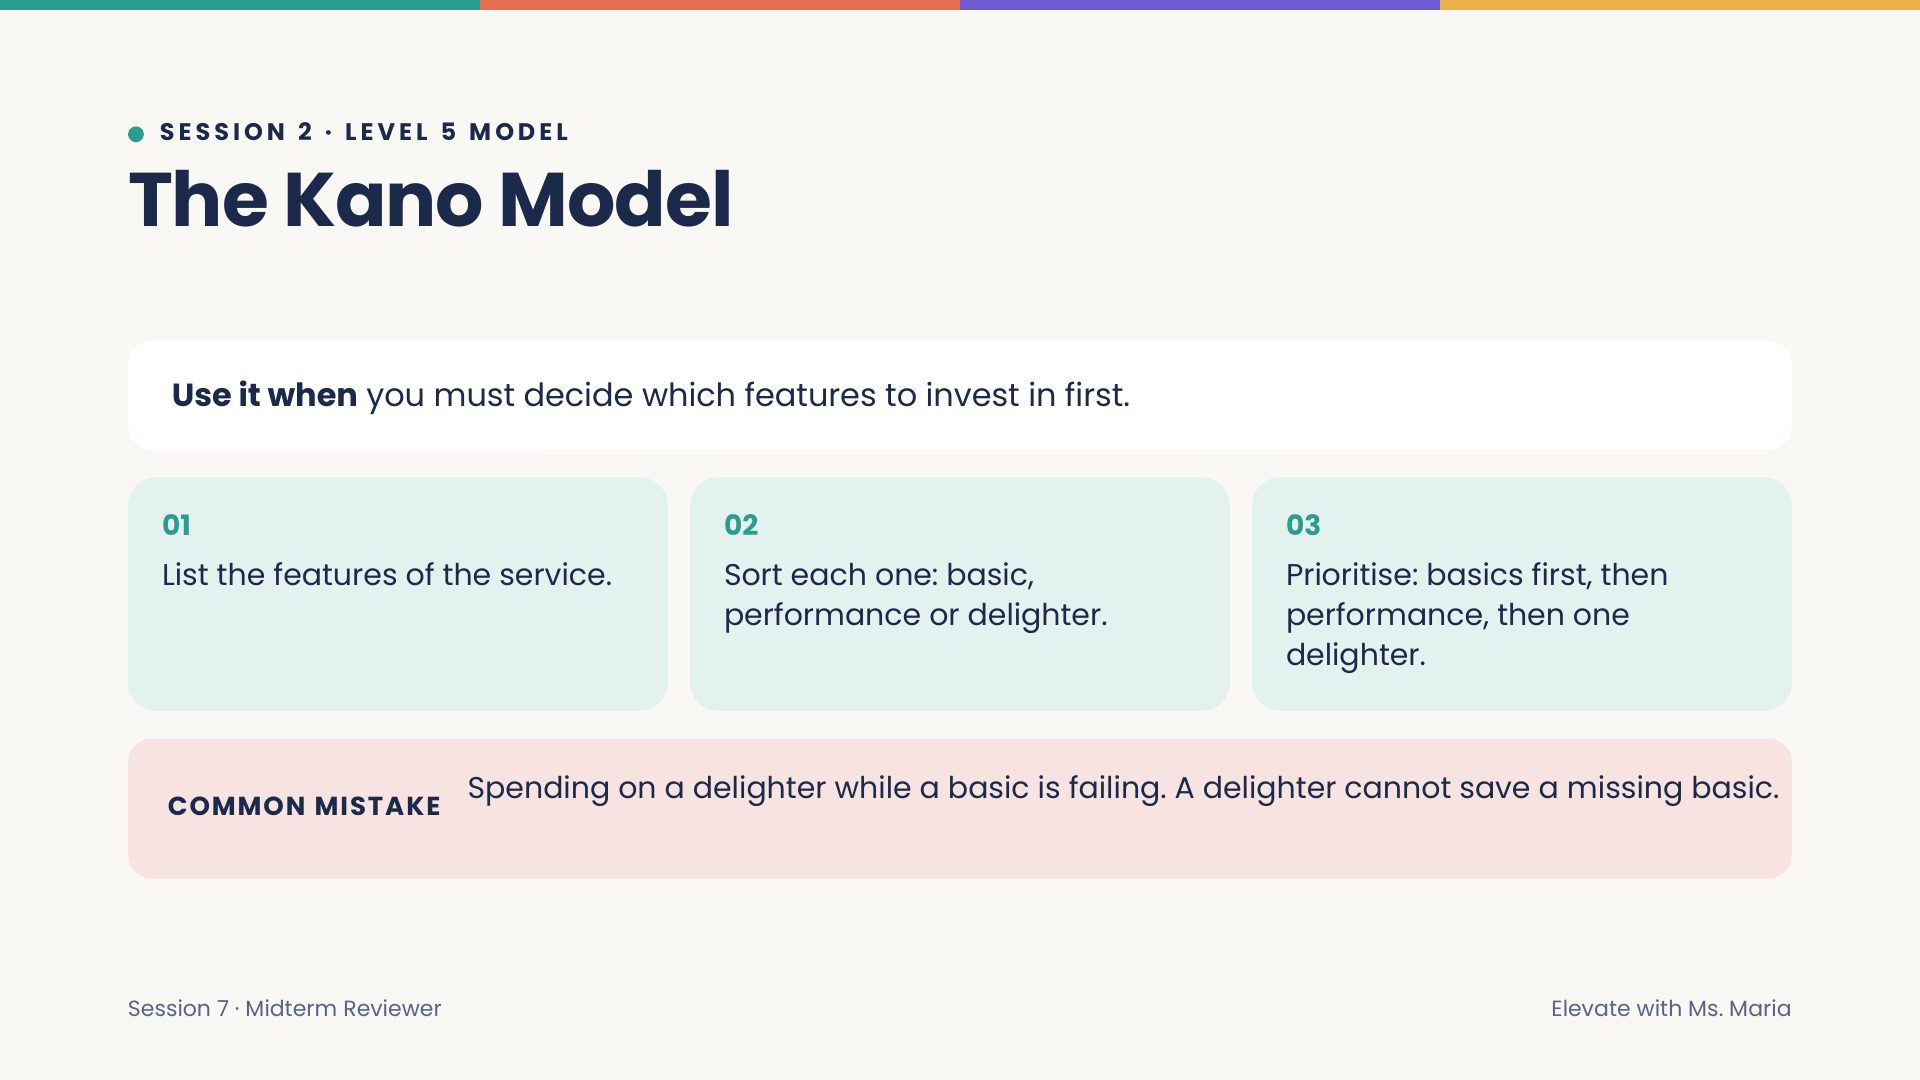 SESSION 2 · LEVEL 5 MODEL
The Kano Model
Use it when you must decide which features to invest in first.
01
List the features of the service.
02
Sort each one: basic,
performance or delighter.
03
Prioritise: basics first, then
performance, then one
delighter.
COMMON MISTAKE
Spending on a delighter while a basic is failing. A delighter cannot save a missing basic.
Session 7 · Midterm Reviewer
Elevate with Ms. Maria